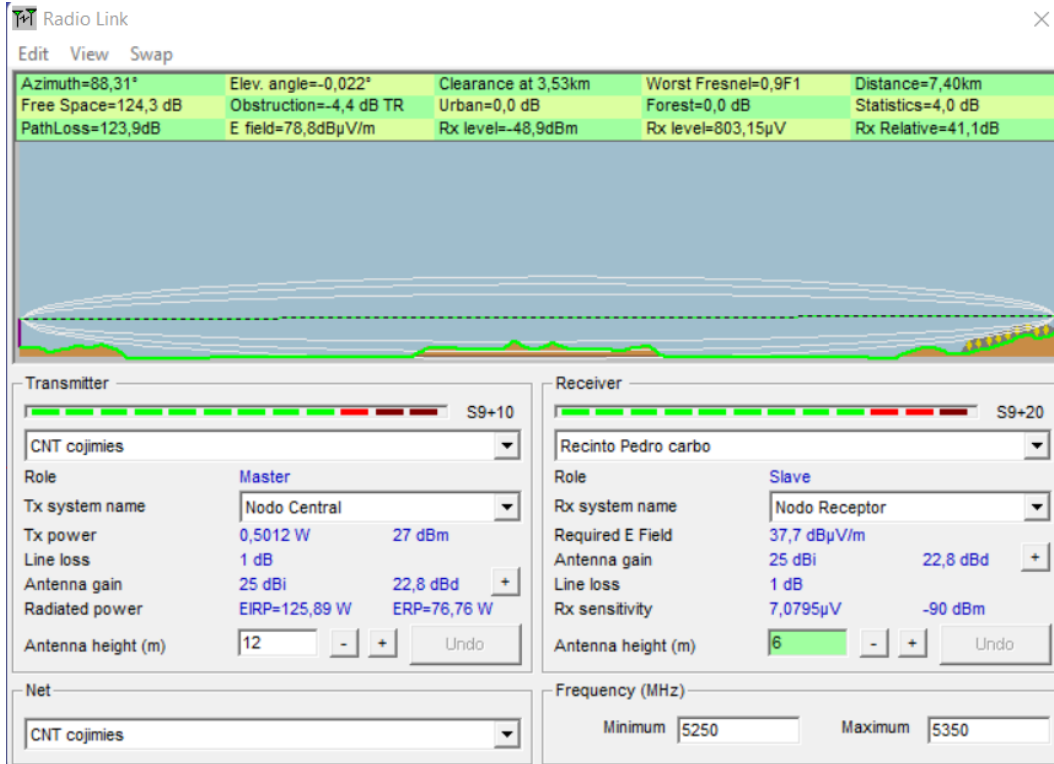 Radio Link
Edit View Swap
Azimuth=88,31° Elev. angle=-0,022° Clearance at 3,53km Worst Fresnel=0,9F1 Distance=7,40km
Free Space=124,3 dB Obstruction=-4,4 dB TR Urban=0,0 dB Forest=0,0 dB Statistics=4,0 dB
PathLoss=123,9dB E field=78,8dBµV/m Rx level=-48,9dBm Rx level=803,15µV Rx Relative=41,1dB
Transmitter
S9+10
CNT cojimies
Role Master
Tx system name Nodo Central
Tx power 0,5012 W 27 dBm
Line loss 1 dB
Antenna gain 25 dBi 22,8 dBd +
Radiated power EIRP=125,89 W ERP=76,76 W
Antenna height (m) 12 - + Undo
Net
CNT cojimies
Receiver
S9+20
Recinto Pedro carbo
Role Slave
Rx system name Nodo Receptor
Required E Field 37,7 dBµV/m
Antenna gain 25 dBi 22,8 dBd +
Line loss 1 dB
Rx sensitivity 7,0795µV -90 dBm
Antenna height (m) 6 - + Undo
Frequency (MHz)
Minimum 5250 Maximum 5350